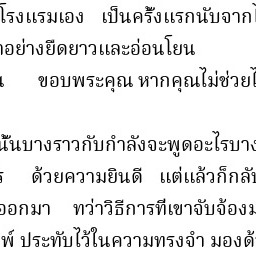 โรงแรมเอง เป็นครั้งแรกนับจาก
อย่างยืดยาวและอ่อนโยน
ขอบพระคุณ หากคุณไม่ช่วย
นั้นบางราวกับกำลังจะพูดอะไรบาง
ด้วยความยินดี แต่แล้วก็กลับ
ออกมา ทว่าวิธีการที่เขาจับจ้อง
พ์ ประทับไว้ในความทรงจำ มองด้